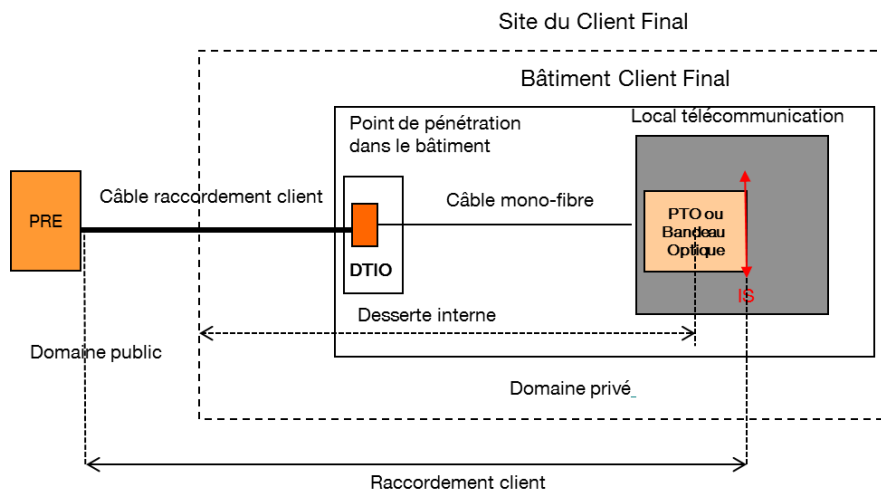 Site du Client Final
Bâtiment Client Final
Point de pénétration
dans le bâtiment
Local télécommunication
Câble raccordement client
Câble mono-fibre
PRE
PTO ou
Bandeau
Optique
DTIO
IS
Desserte interne
Domaine public
Domaine privé
Raccordement client